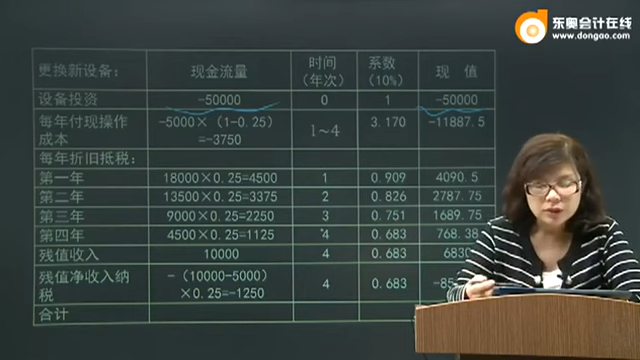 东奥会计在线
www.dongao.com
更换新设备： 现金流量 时间（年次） 系数（10%） 现 值
设备投资 -50000 0 1 -50000
每年付现操作成本 -5000×（1-0.25）=-3750 1~4 3.170 -11887.5
每年折旧抵税：
第一年 18000×0.25=4500 1 0.909 4090.5
第二年 13500×0.25=3375 2 0.826 2787.75
第三年 9000×0.25=2250 3 0.751 1689.75
第四年 4500×0.25=1125 4 0.683 768.38
残值收入 10000 4 0.683 6830
残值净收入纳税 -（10000-5000）×0.25=-1250 4 0.683
合计